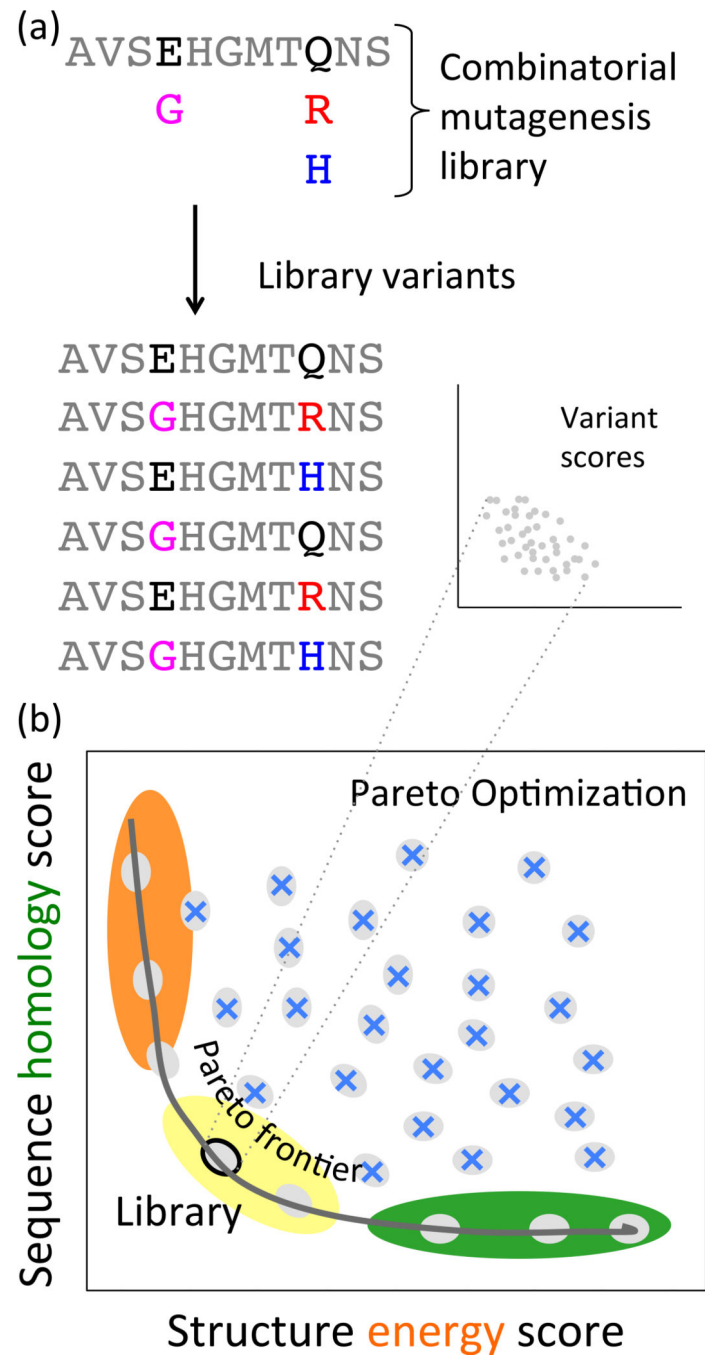 (a)
AVSEHGMTQNS
G R
H
Combinatorial
mutagenesis
library
Library variants
AVSEHGMTQNS
AVSGHGMTRNS
AVSEHGMTHNS
AVSGHGMTQNS
AVSEHGMTRNS
AVSGHGMTHNS
Variant
scores
(b)
Pareto Optimization
Sequence homology score
Pareto frontier
Library
Structure energy score